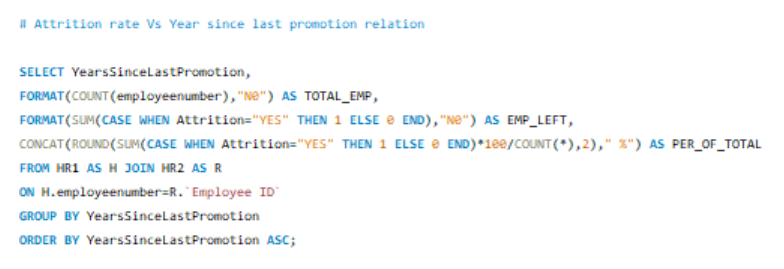 # Attrition rate Vs Year since last promotion relation
SELECT YearsSinceLastPromotion,
FORMAT(COUNT(employeenumber),"N0") AS TOTAL_EMP,
FORMAT(SUM(CASE WHEN Attrition="YES" THEN 1 ELSE 0 END),"N0") AS EMP_LEFT,
CONCAT(ROUND(SUM(CASE WHEN Attrition="YES" THEN 1 ELSE 0 END)*100/COUNT(*),2)," %") AS PER_OF_TOTAL
FROM HR1 AS H JOIN HR2 AS R
ON H.employeenumber=R.`Employee ID`
GROUP BY YearsSinceLastPromotion
ORDER BY YearsSinceLastPromotion ASC;